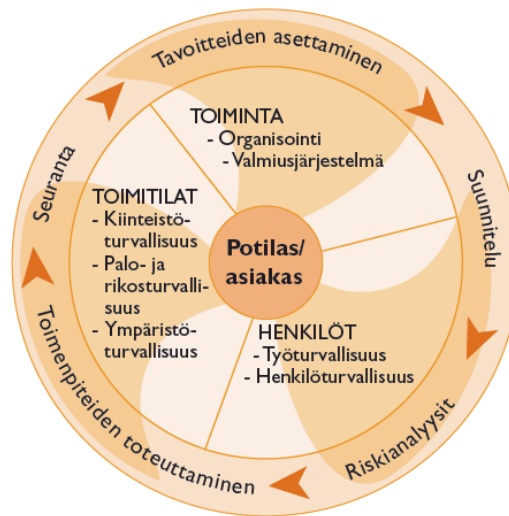 Tavoitteiden asettaminen
Suunnitelu
Riskianalyysit
Toimenpiteiden toteuttaminen
Seuranta
TOIMINTA
- Organisointi
- Valmiusjärjestelmä
TOIMITILAT
- Kiinteistö-
turvallisuus
- Palo- ja
rikosturvalli-
suus
- Ympäristö-
turvallisuus
Potilas/
asiakas
HENKILÖT
- Työturvallisuus
- Henkilöturvallisuus